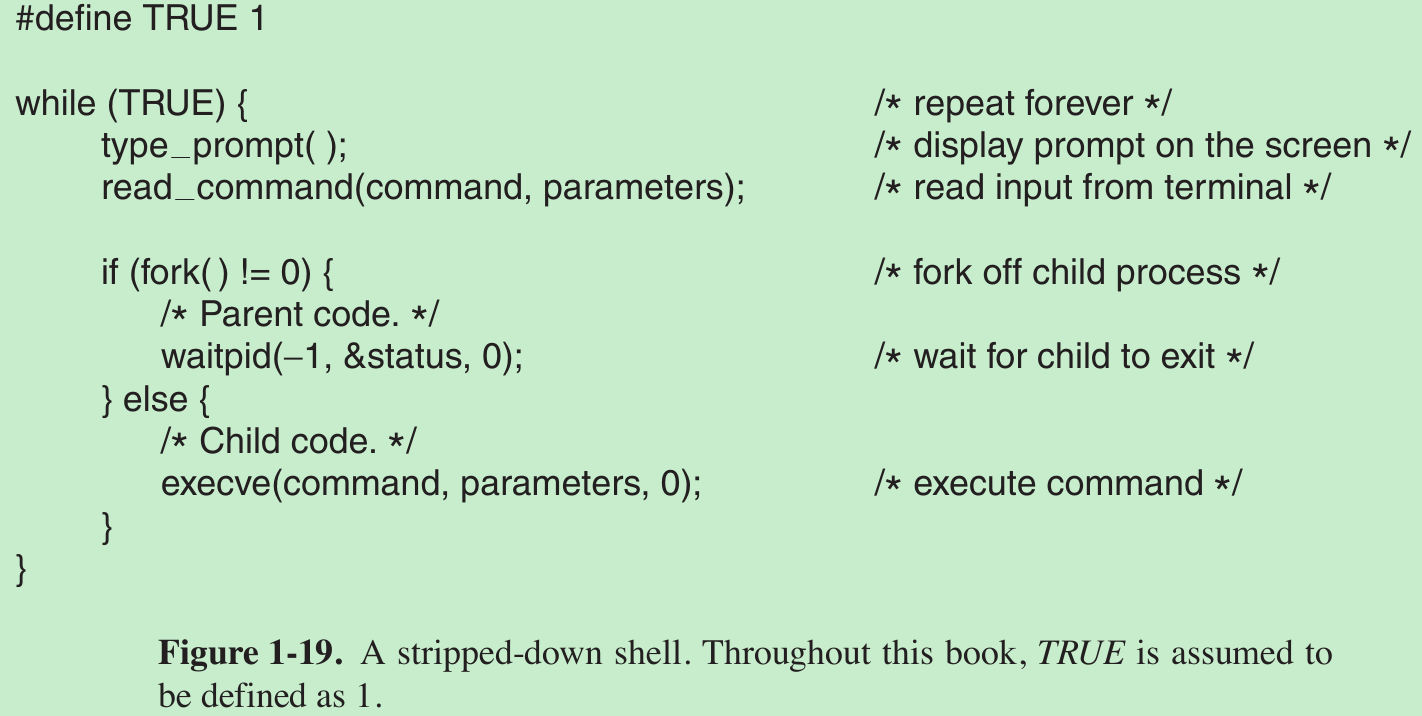 #define TRUE 1
while (TRUE) { /* repeat forever */
type_prompt( ); /* display prompt on the screen */
read_command(command, parameters); /* read input from terminal */
if (fork( ) != 0) { /* fork off child process */
/* Parent code. */
waitpid(−1, &status, 0); /* wait for child to exit */
} else {
/* Child code. */
execve(command, parameters, 0); /* execute command */
}
}
Figure 1-19. A stripped-down shell. Throughout this book, TRUE is assumed to
be defined as 1.